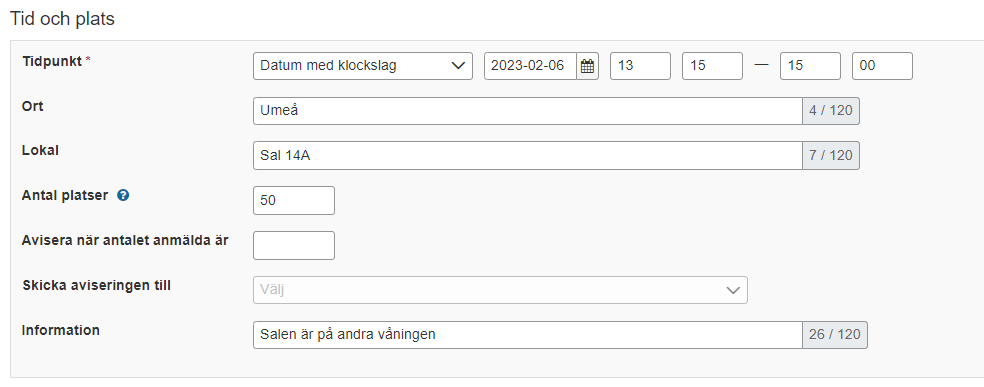 Tid och plats
Tidpunkt * Datum med klockslag 2023-02-06 13 15 — 15 00
Ort Umeå 4 / 120
Lokal Sal 14A 7 / 120
Antal platser ? 50
Avisera när antalet anmälda är
Skicka aviseringen till Välj
Information Salen är på andra våningen 26 / 120